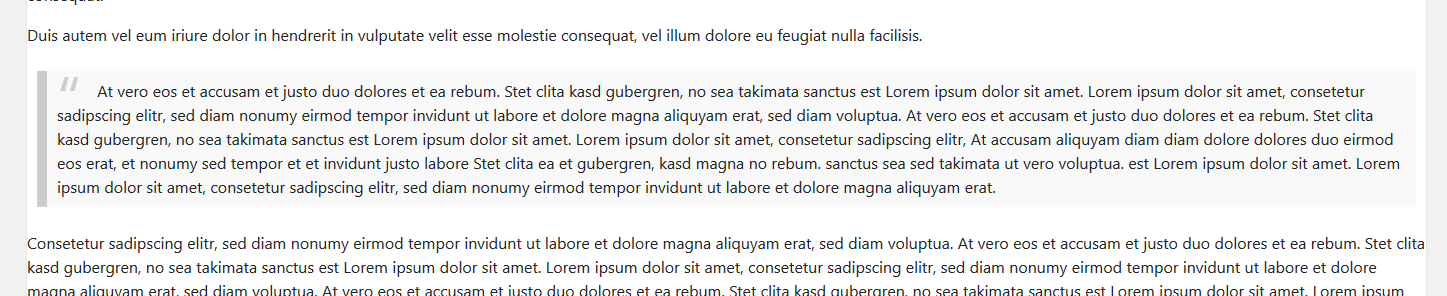 consequat.
Duis autem vel eum iriure dolor in hendrerit in vulputate velit esse molestie consequat, vel illum dolore eu feugiat nulla facilisis.
“ At vero eos et accusam et justo duo dolores et ea rebum. Stet clita kasd gubergren, no sea takimata sanctus est Lorem ipsum dolor sit amet. Lorem ipsum dolor sit amet, consetetur
sadipscing elitr, sed diam nonumy eirmod tempor invidunt ut labore et dolore magna aliquyam erat, sed diam voluptua. At vero eos et accusam et justo duo dolores et ea rebum. Stet clita
kasd gubergren, no sea takimata sanctus est Lorem ipsum dolor sit amet. Lorem ipsum dolor sit amet, consetetur sadipscing elitr, At accusam aliquyam diam diam dolore dolores duo eirmod
eos erat, et nonumy sed tempor et et invidunt justo labore Stet clita ea et gubergren, kasd magna no rebum. sanctus sea sed takimata ut vero voluptua. est Lorem ipsum dolor sit amet. Lorem
ipsum dolor sit amet, consetetur sadipscing elitr, sed diam nonumy eirmod tempor invidunt ut labore et dolore magna aliquyam erat.
Consetetur sadipscing elitr, sed diam nonumy eirmod tempor invidunt ut labore et dolore magna aliquyam erat, sed diam voluptua. At vero eos et accusam et justo duo dolores et ea rebum. Stet clita
kasd gubergren, no sea takimata sanctus est Lorem ipsum dolor sit amet. Lorem ipsum dolor sit amet, consetetur sadipscing elitr, sed diam nonumy eirmod tempor invidunt ut labore et dolore
magna aliquyam erat, sed diam voluptua. At vero eos et accusam et justo duo dolores et ea rebum. Stet clita kasd gubergren, no sea takimata sanctus est Lorem ipsum dolor sit amet. Lorem ipsum